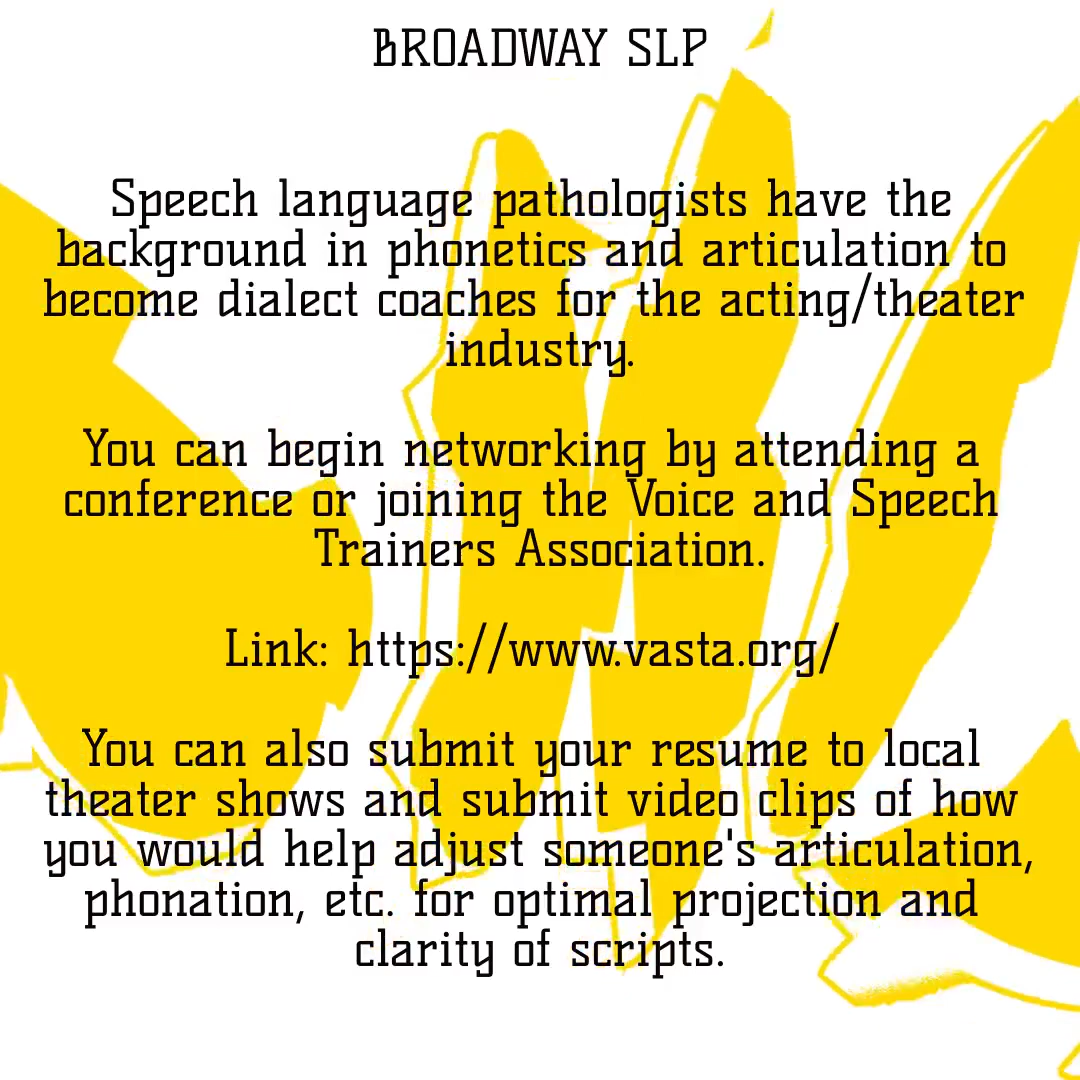 BROADWAY SLP
Speech language pathologists have the
background in phonetics and articulation to
become dialect coaches for the acting/theater
industry.
You can begin networking by attending a
conference or joining the Voice and Speech
Trainers Association.
Link: https://www.vasta.org/
You can also submit your resume to local
theater shows and submit video clips of how
you would help adjust someone's articulation,
phonation, etc. for optimal projection and
clarity of scripts.